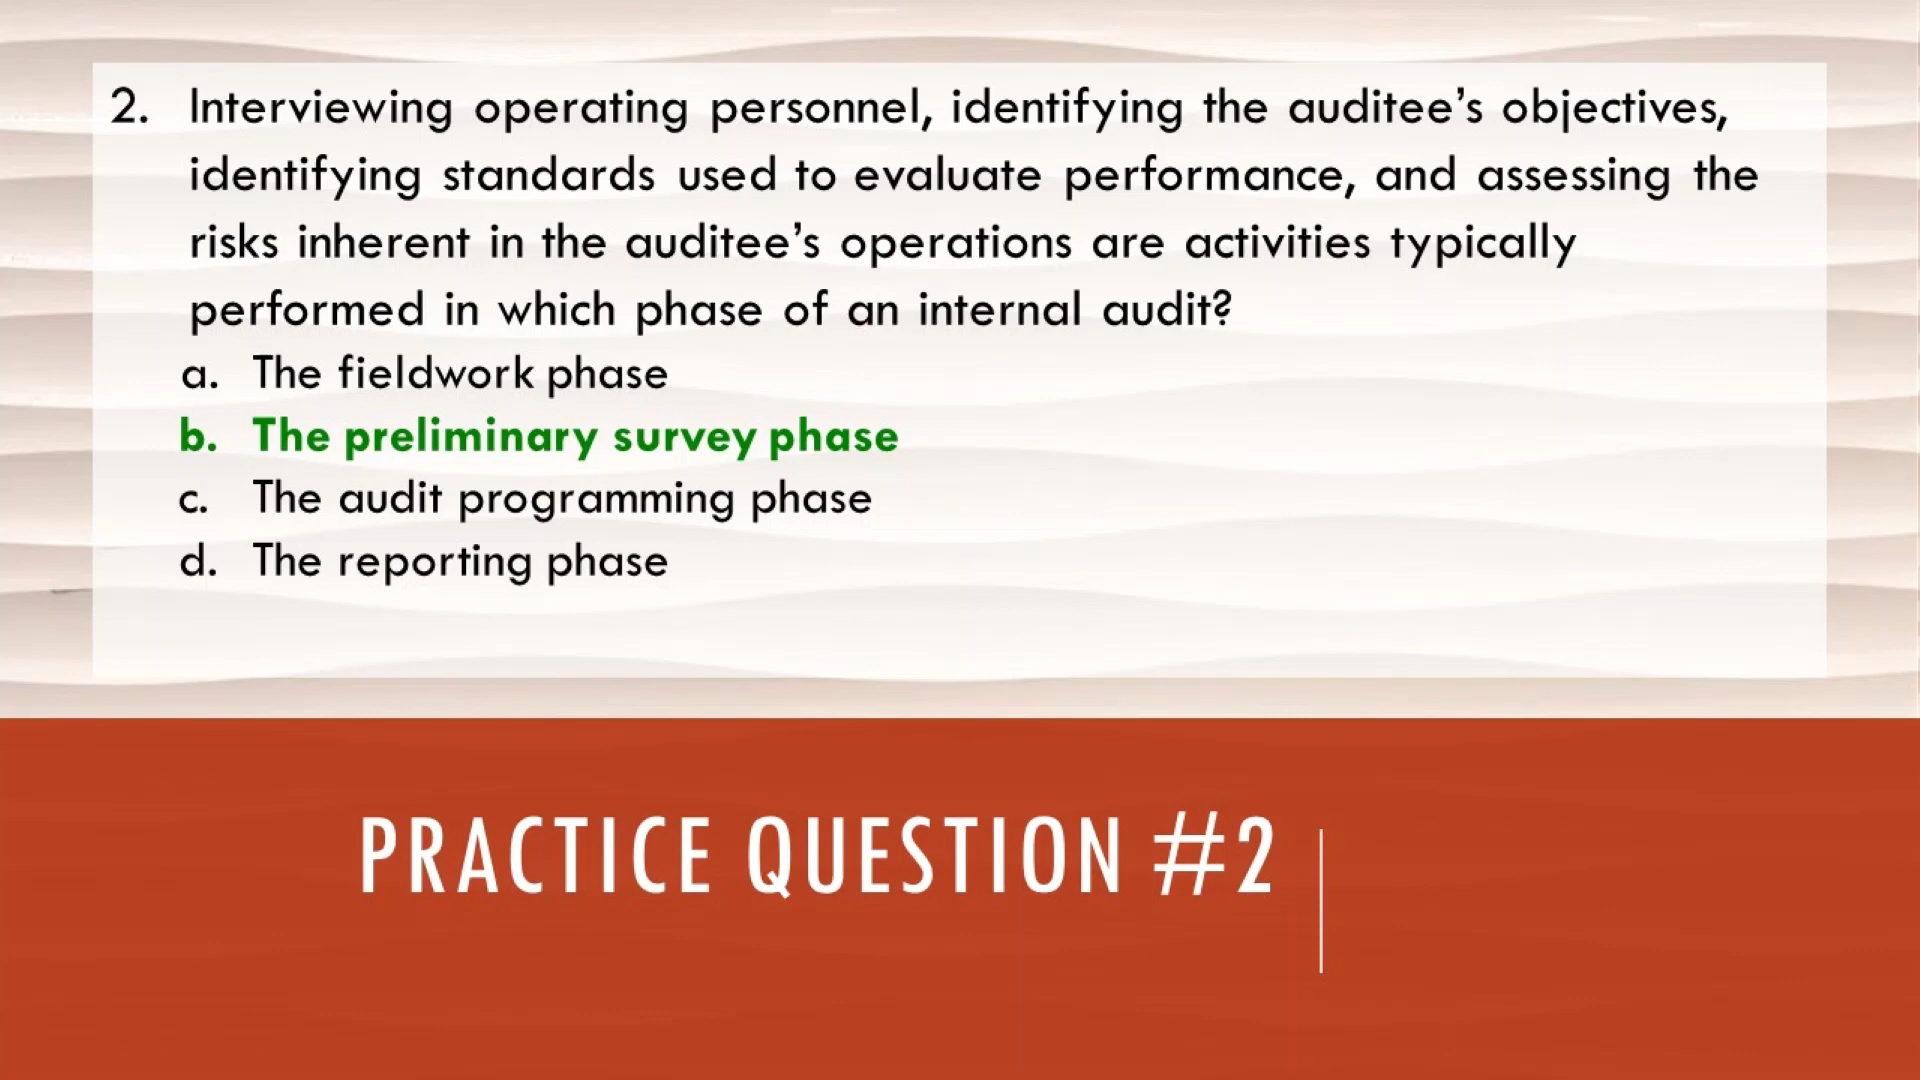 2. Interviewing operating personnel, identifying the auditee’s objectives,
identifying standards used to evaluate performance, and assessing the
risks inherent in the auditee’s operations are activities typically
performed in which phase of an internal audit?
a. The fieldwork phase
b. The preliminary survey phase
c. The audit programming phase
d. The reporting phase
PRACTICE QUESTION #2